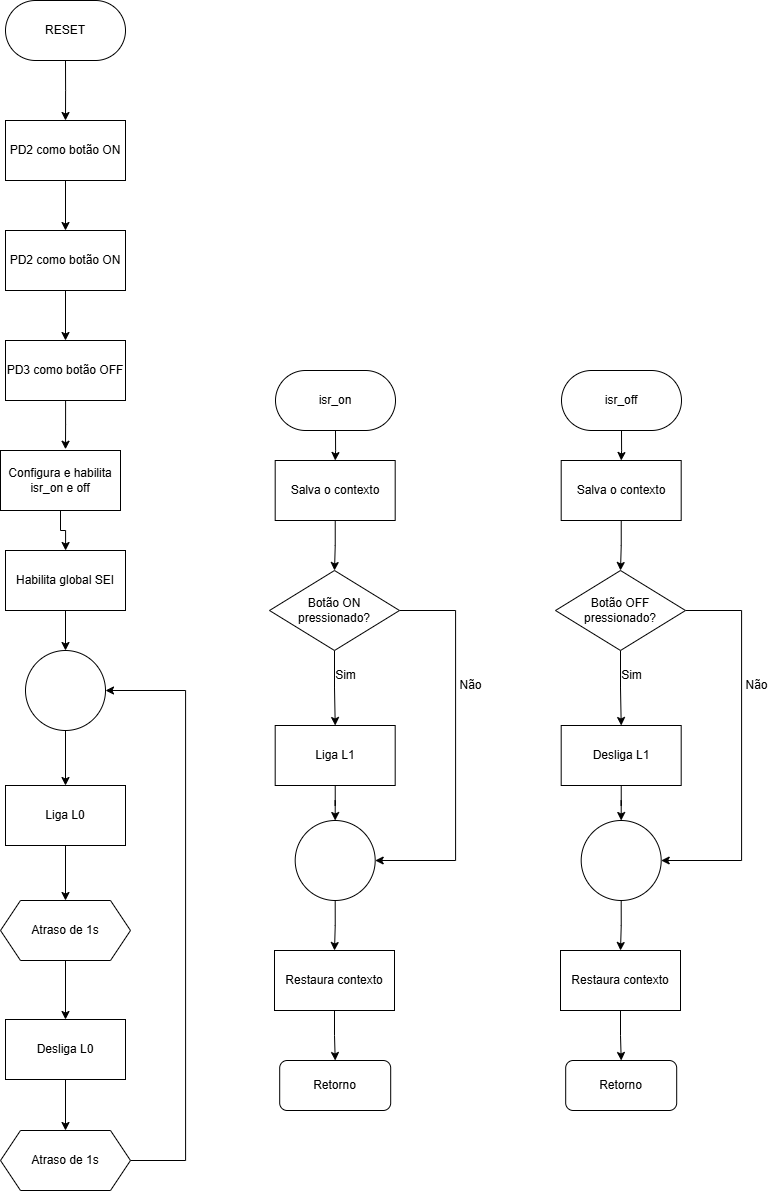 RESET
PD2 como botão ON
PD2 como botão ON
PD3 como botão OFF
Configura e habilita
isr_on e off
Habilita global SEI
Liga L0
Atraso de 1s
Desliga L0
Atraso de 1s
isr_on
Salva o contexto
Botão ON
pressionado?
Sim
Não
Liga L1
Restaura contexto
Retorno
isr_off
Salva o contexto
Botão OFF
pressionado?
Sim
Não
Desliga L1
Restaura contexto
Retorno